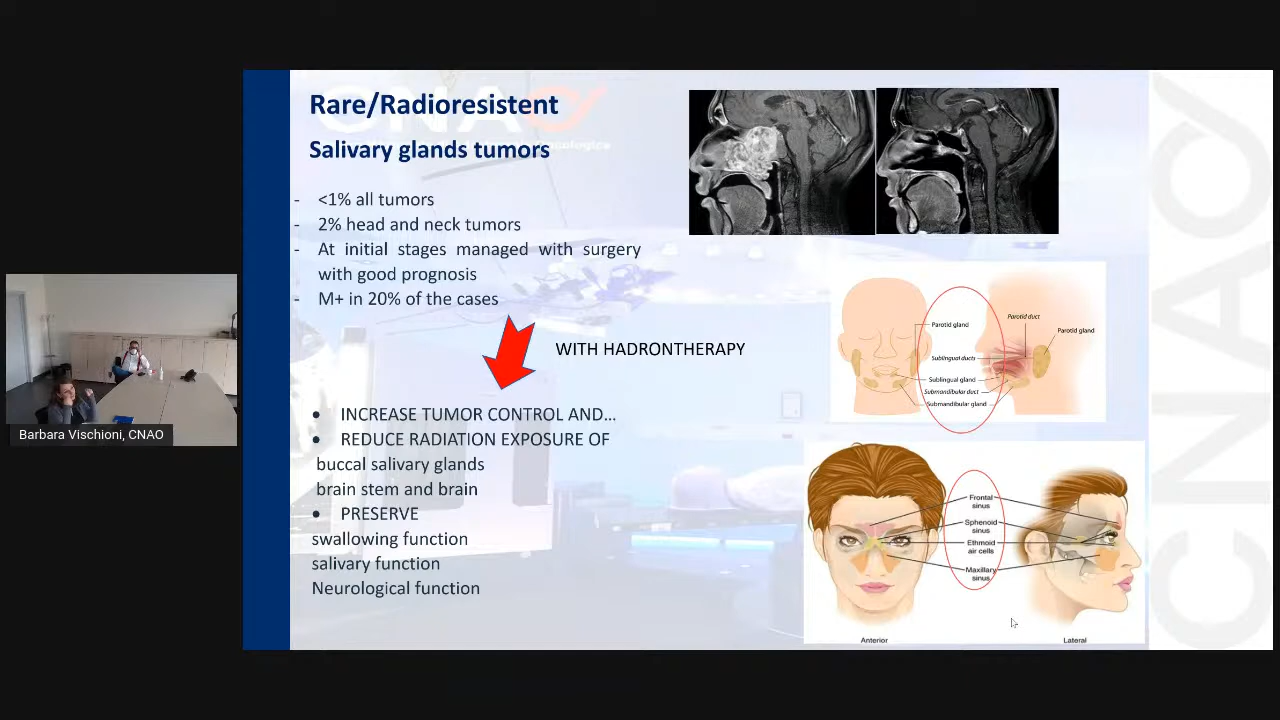 Rare/Radioresistent
Salivary glands tumors
- <1% all tumors
- 2% head and neck tumors
- At initial stages managed with surgery
with good prognosis
- M+ in 20% of the cases
WITH HADRONTHERAPY
• INCREASE TUMOR CONTROL AND…
• REDUCE RADIATION EXPOSURE OF
buccal salivary glands
brain stem and brain
• PRESERVE
swallowing function
salivary function
Neurological function
Parotid duct
Parotid gland
Parotid gland
Sublingual ducts
Sublingual gland
Submandibular duct
Submandibular gland
Frontal
sinus
Sphenoid
sinus
Ethmoid
air cells
Maxillary
sinus
Anterior
Lateral
CNAO
Barbara Vischioni, CNAO